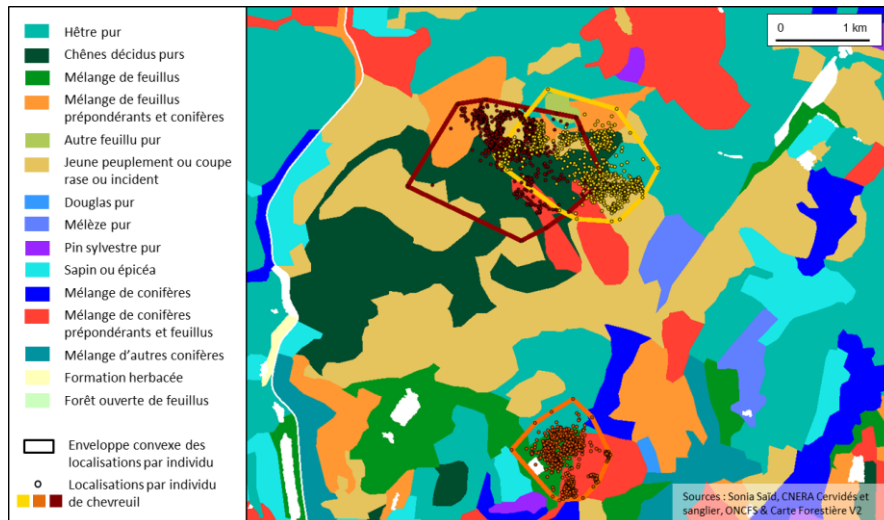 Hêtre pur
Chênes décidus purs
Mélange de feuillus
Mélange de feuillus
prépondérants et conifères
Autre feuillu pur
Jeune peuplement ou coupe
rase ou incident
Douglas pur
Mélèze pur
Pin sylvestre pur
Sapin ou épicéa
Mélange de conifères
Mélange de conifères
prépondérants et feuillus
Mélange d'autres conifères
Formation herbacée
Forêt ouverte de feuillus
Enveloppe convexe des
localisations par individu
Localisations par individu
de chevreuil
0 1 km
Sources : Sonia Saïd, CNERA Cervidés et
sanglier, ONCFS & Carte Forestière V2